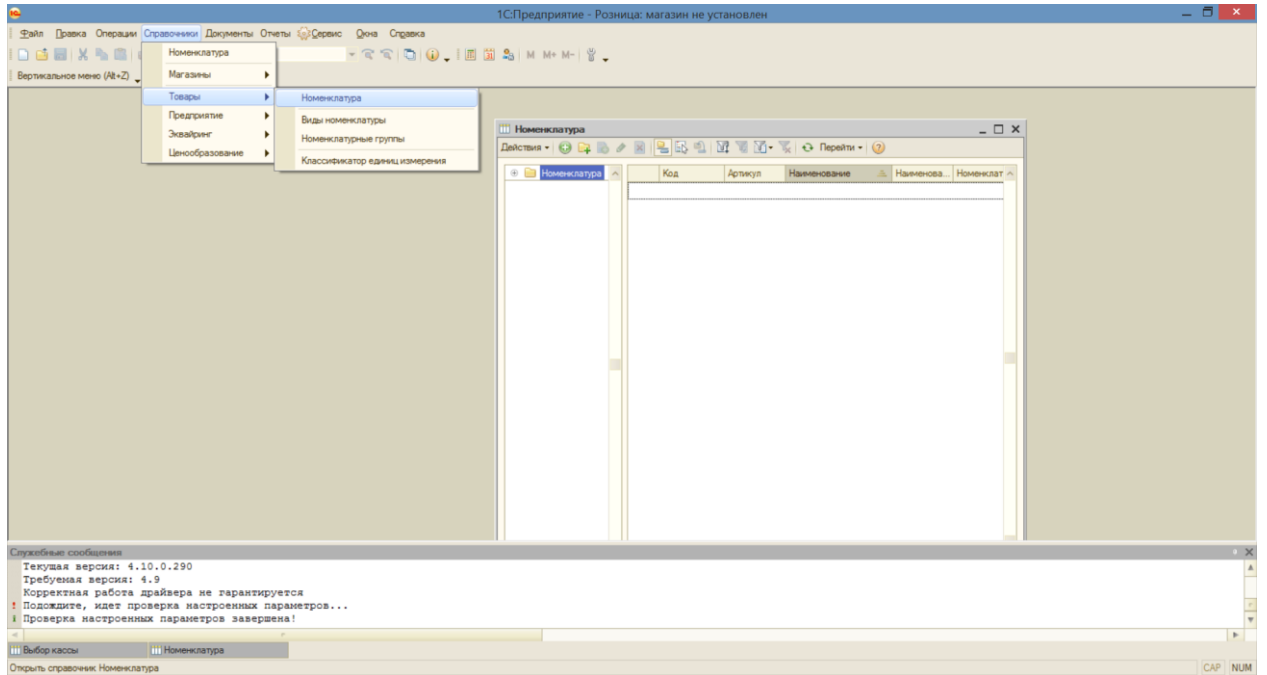 1С:Предприятие - Розница: магазин не установлен
Файл Правка Операции Справочники Документы Отчеты Сервис Окна Справка
Номенклатура
M M+ M-
Вертикальное меню (Alt+Z)
Магазины
Товары
Номенклатура
Предприятие
Виды номенклатуры
Эквайринг
Номенклатурные группы
Ценообразование
Классификатор единиц измерения
Номенклатура
Действия Перейти
Номенклатура Код Артикул Наименование Наименова... Номенклат
Служебные сообщения
Текущая версия: 4.10.0.290
Требуемая версия: 4.9
Корректная работа драйвера не гарантируется
Подождите, идет проверка настроенных параметров...
Проверка настроенных параметров завершена!
Выбор кассы Номенклатура
Открыть справочник: Номенклатура CAP NUM